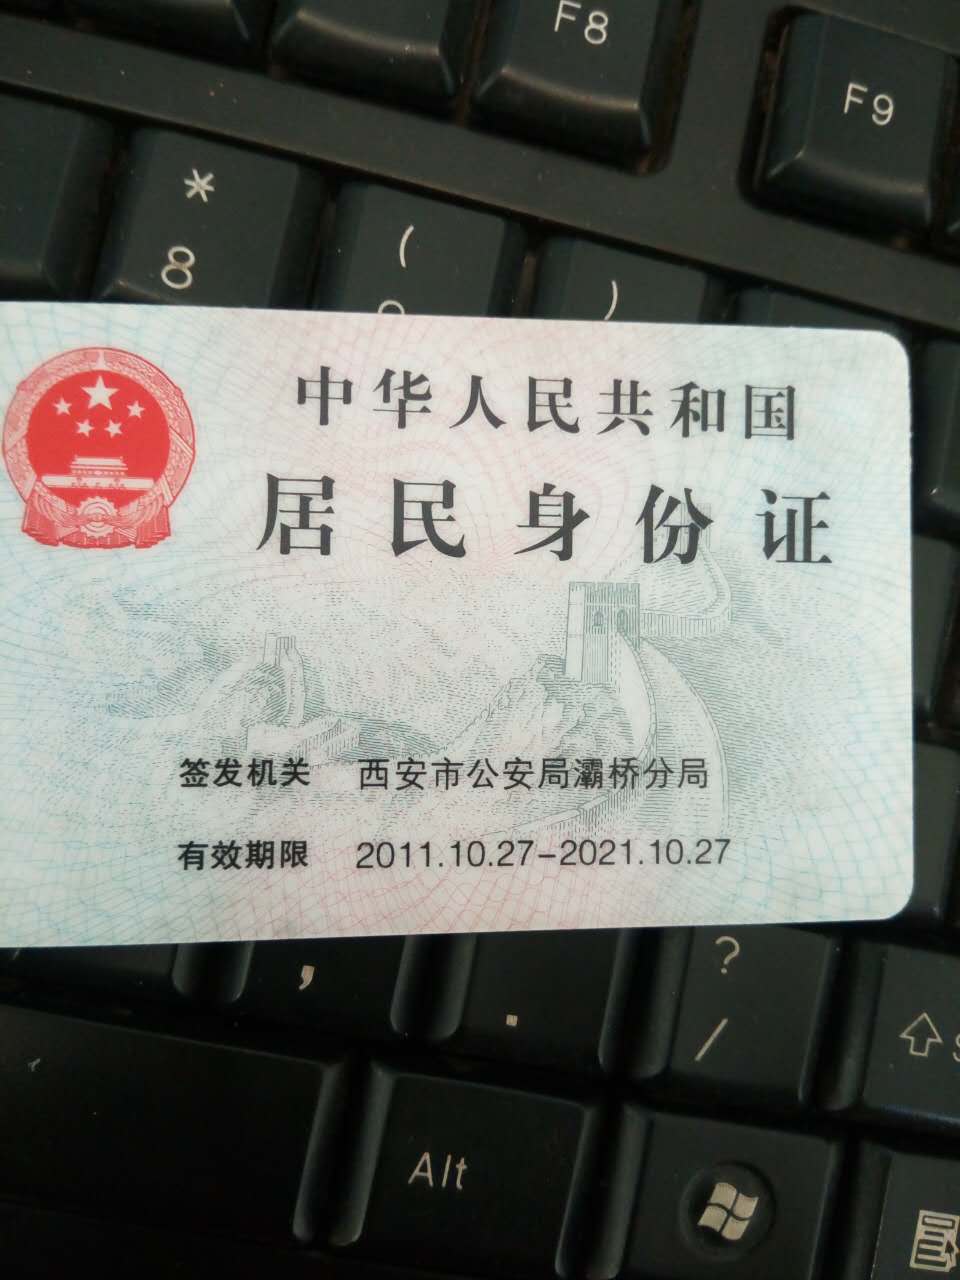 F8
F9
*
8
(
)
中华人民共和国
居民身份证
签发机关 西安市公安局灞桥分局
有效期限 2011.10.27-2021.10.27
,
.
?
/
Alt